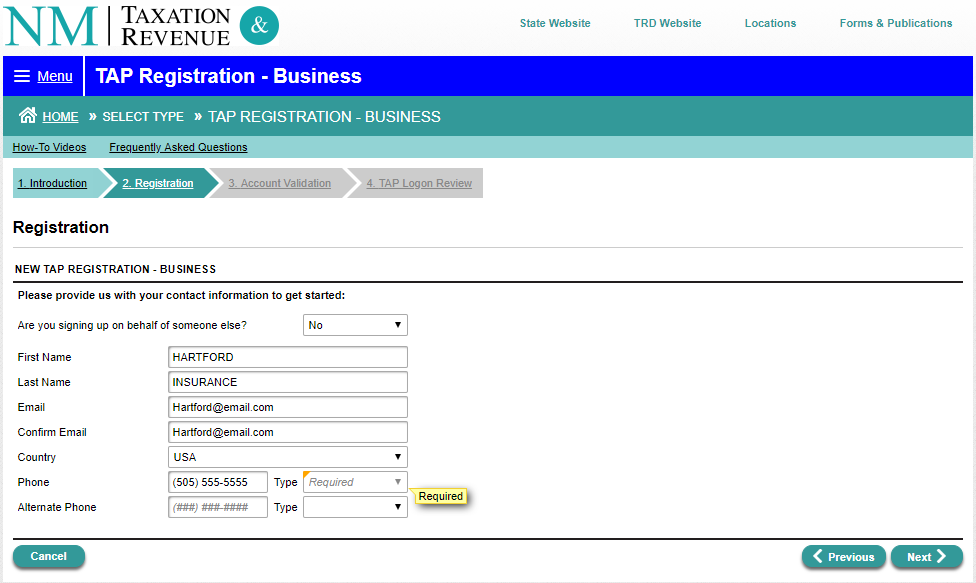 NM TAXATION & REVENUE
State Website TRD Website Locations Forms & Publications
Menu TAP Registration - Business
HOME » SELECT TYPE » TAP REGISTRATION - BUSINESS
How-To Videos Frequently Asked Questions
1. Introduction 2. Registration 3. Account Validation 4. TAP Logon Review
Registration
NEW TAP REGISTRATION - BUSINESS
Please provide us with your contact information to get started:
Are you signing up on behalf of someone else? No
First Name HARTFORD
Last Name INSURANCE
Email Hartford@email.com
Confirm Email Hartford@email.com
Country USA
Phone (505) 555-5555 Type Required
Required
Alternate Phone (###) ###-#### Type
Cancel Previous Next